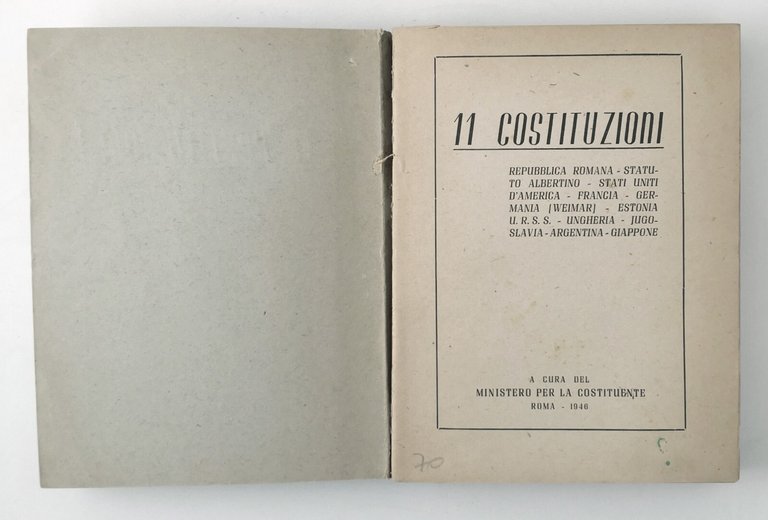 11 COSTITUZIONI
REPUBBLICA ROMANA - STATU-
TO ALBERTINO - STATI UNITI
D'AMERICA - FRANCIA - GER-
MANIA (WEIMAR) - ESTONIA
U. R. S. S. - UNGHERIA - JUGO-
SLAVIA - ARGENTINA - GIAPPONE
A CURA DEL
MINISTERO PER LA COSTITUENTE
ROMA - 1946
70